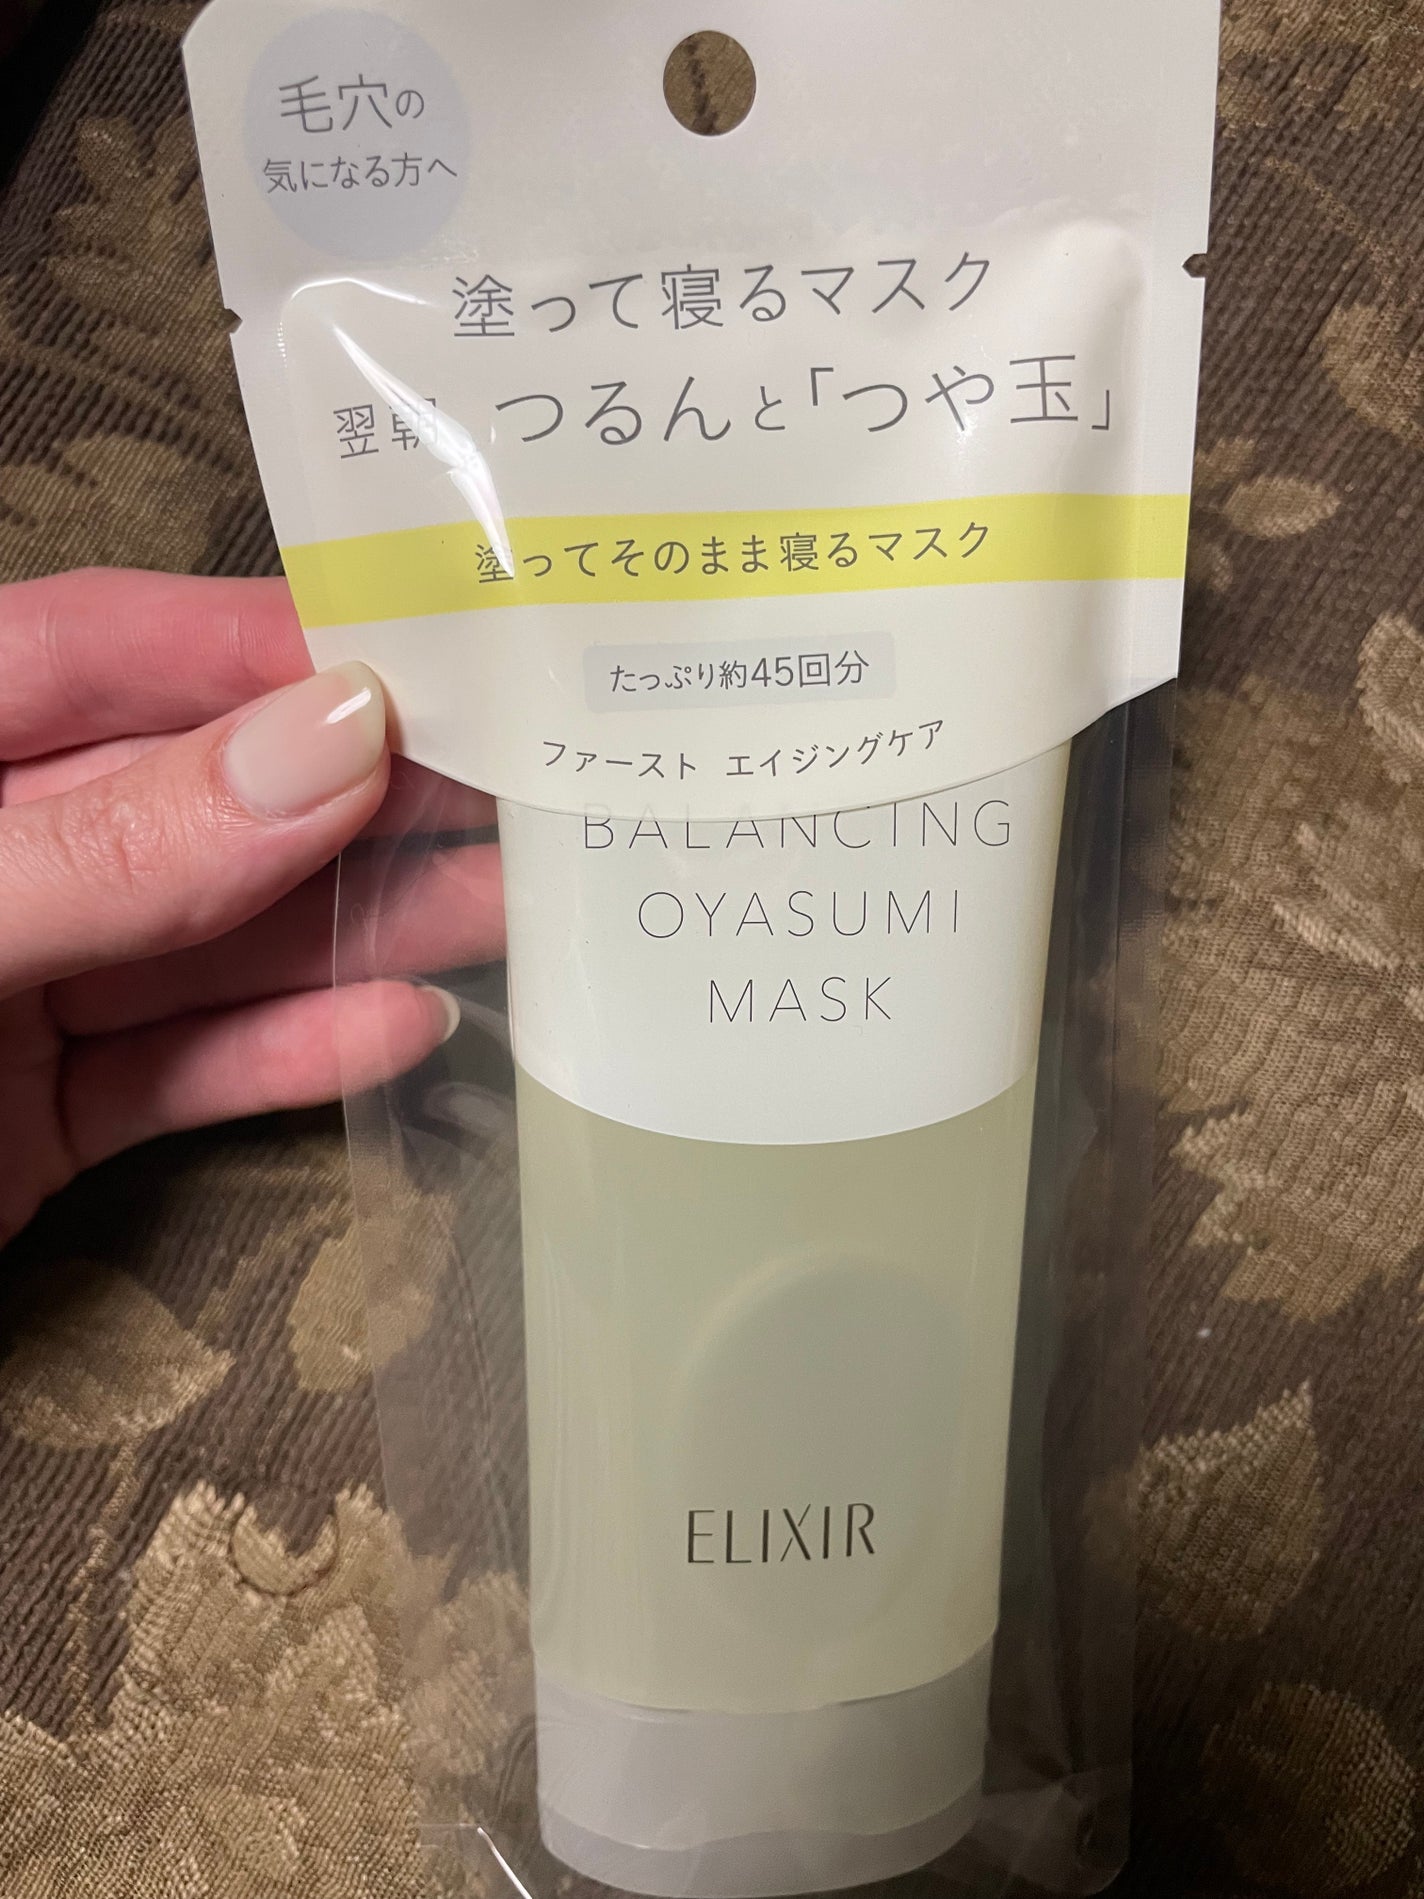 毛穴の
気になる方へ
塗って寝るマスク
翌朝、つるんと「つや玉」
塗ってそのまま寝るマスク
たっぷり約45回分
ファースト エイジングケア
BALANCING
OYASUMI
MASK
ELIXIR